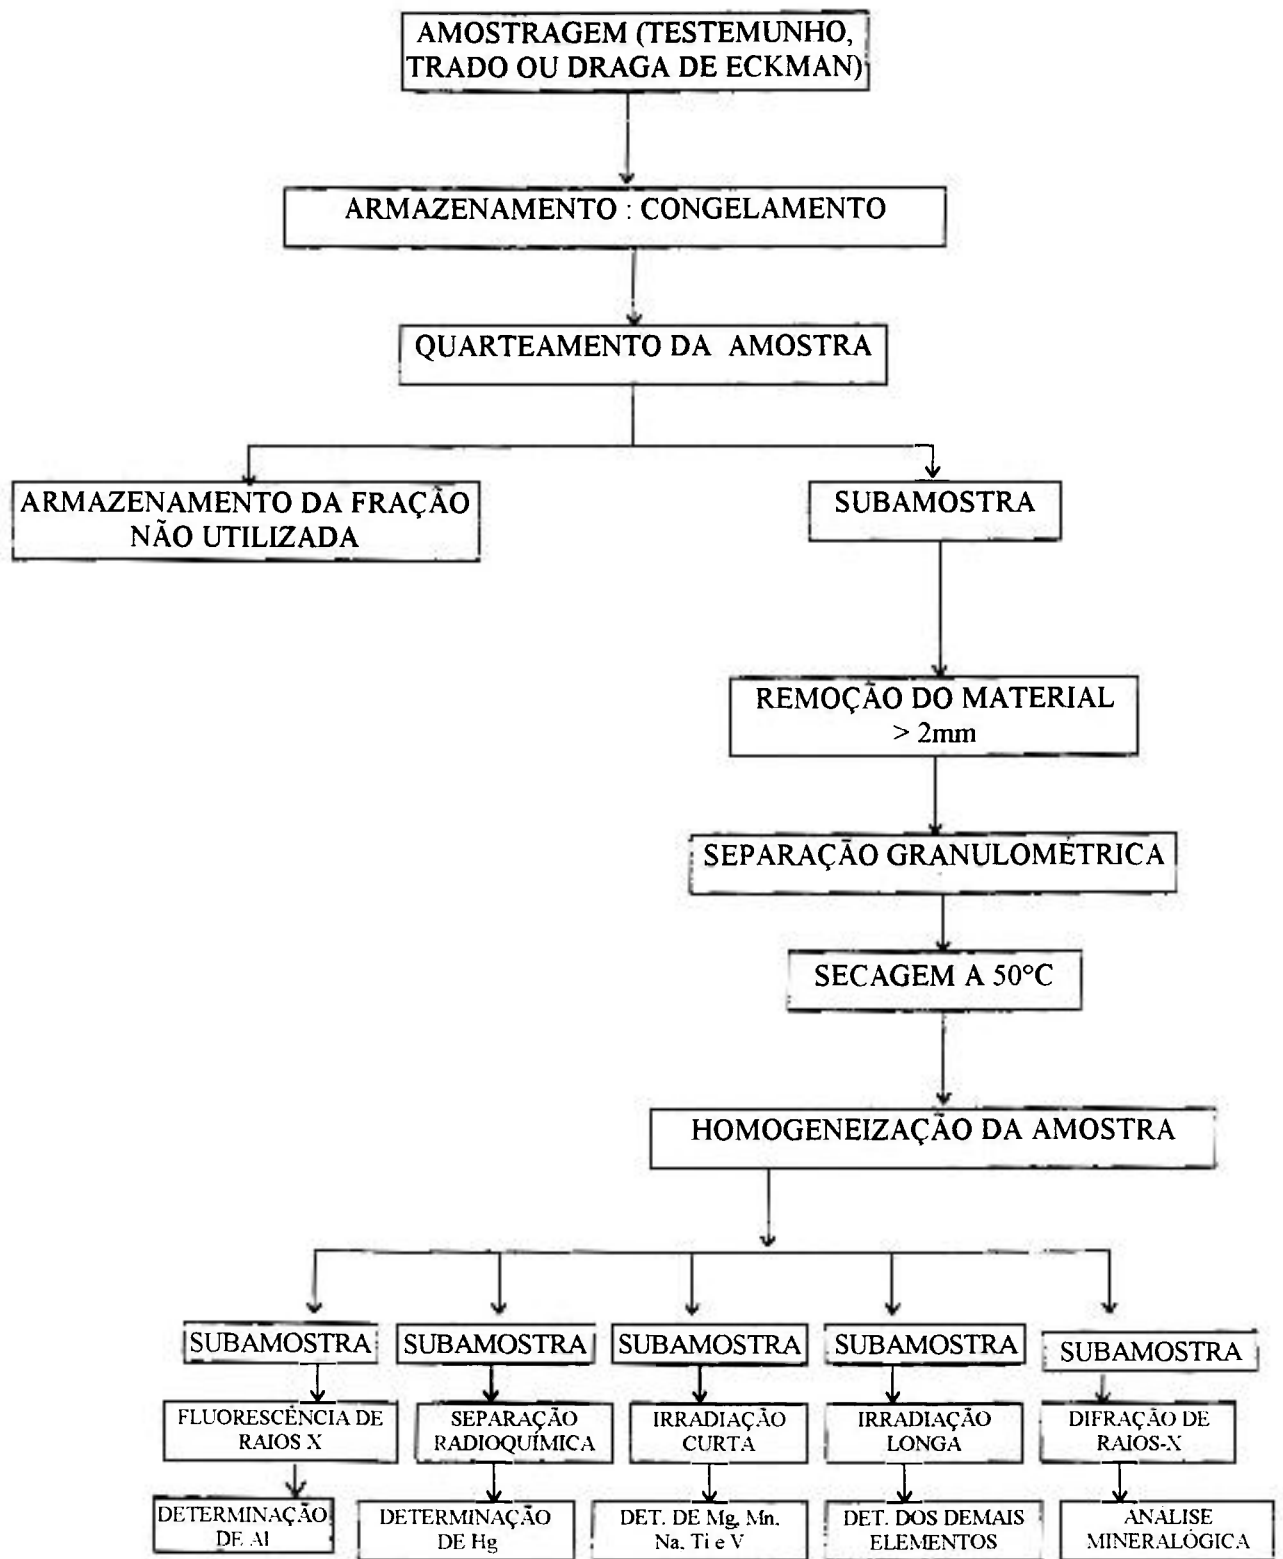 AMOSTRAGEM (TESTEMUNHO,
TRADO OU DRAGA DE ECKMAN)
ARMAZENAMENTO : CONGELAMENTO
QUARTEAMENTO DA AMOSTRA
ARMAZENAMENTO DA FRAÇÃO
NÃO UTILIZADA
SUBAMOSTRA
REMOÇÃO DO MATERIAL
> 2mm
SEPARAÇÃO GRANULOMÉTRICA
SECAGEM A 50°C
HOMOGENEIZAÇÃO DA AMOSTRA
SUBAMOSTRA
FLUORESCÊNCIA DE
RAIOS X
DETERMINAÇÃO
DE Al
SUBAMOSTRA
SEPARAÇÃO
RADIOQUÍMICA
DETERMINAÇÃO
DE Hg
SUBAMOSTRA
IRRADIAÇÃO
CURTA
DET. DE Mg, Mn,
Na, Ti e V
SUBAMOSTRA
IRRADIAÇÃO
LONGA
DET. DOS DEMAIS
ELEMENTOS
SUBAMOSTRA
DIFRAÇÃO DE
RAIOS-X
ANÁLISE
MINERALÓGICA